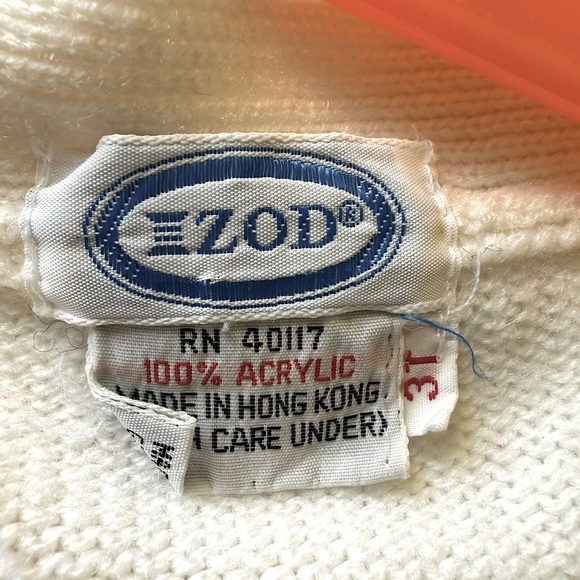 IZOD®
RN 40117
100% ACRYLIC
MADE IN HONG KONG
CARE UNDER)
3T